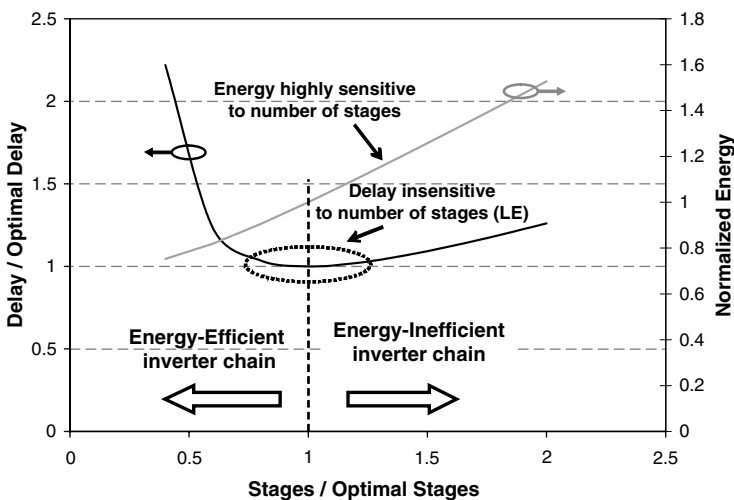 2.5
2
1.5
1
0.5
0
Delay / Optimal Delay
1.8
1.6
1.4
1.2
1
0.8
0.6
0.4
0.2
0
Normalized Energy
Energy highly sensitive
to number of stages
Delay insensitive
to number of stages (LE)
Energy-Efficient
inverter chain
Energy-Inefficient
inverter chain
0
0.5
1
1.5
2
2.5
Stages / Optimal Stages